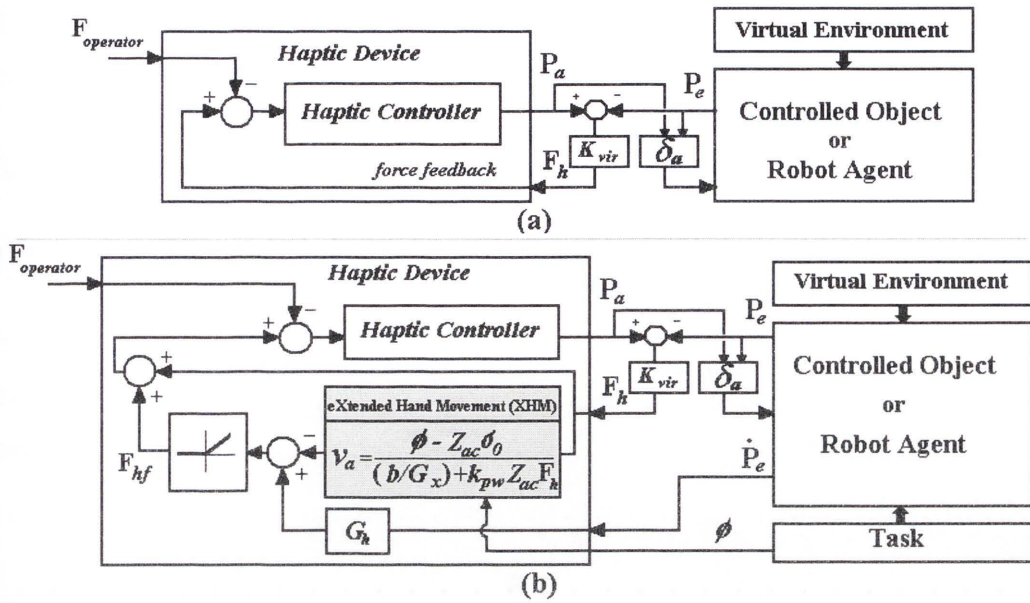 F operator
Haptic Device
−
+
Haptic Controller
force feedback
P_a
+
−
P_e
F_h
K_vir
δ_a
Virtual Environment
Controlled Object
or
Robot Agent
(a)
F operator
Haptic Device
−
+
Haptic Controller
+
+
P_a
+
−
P_e
F_h
K_vir
δ_a
Virtual Environment
Controlled Object
or
Robot Agent
eXtended Hand Movement (XHM)
v_a = (ϕ - Z_ac σ_0) / ((b/G_x) + k_pw Z_ac F_h)
−
+
F_hf
G_h
Ṗ_e
ϕ
Task
(b)